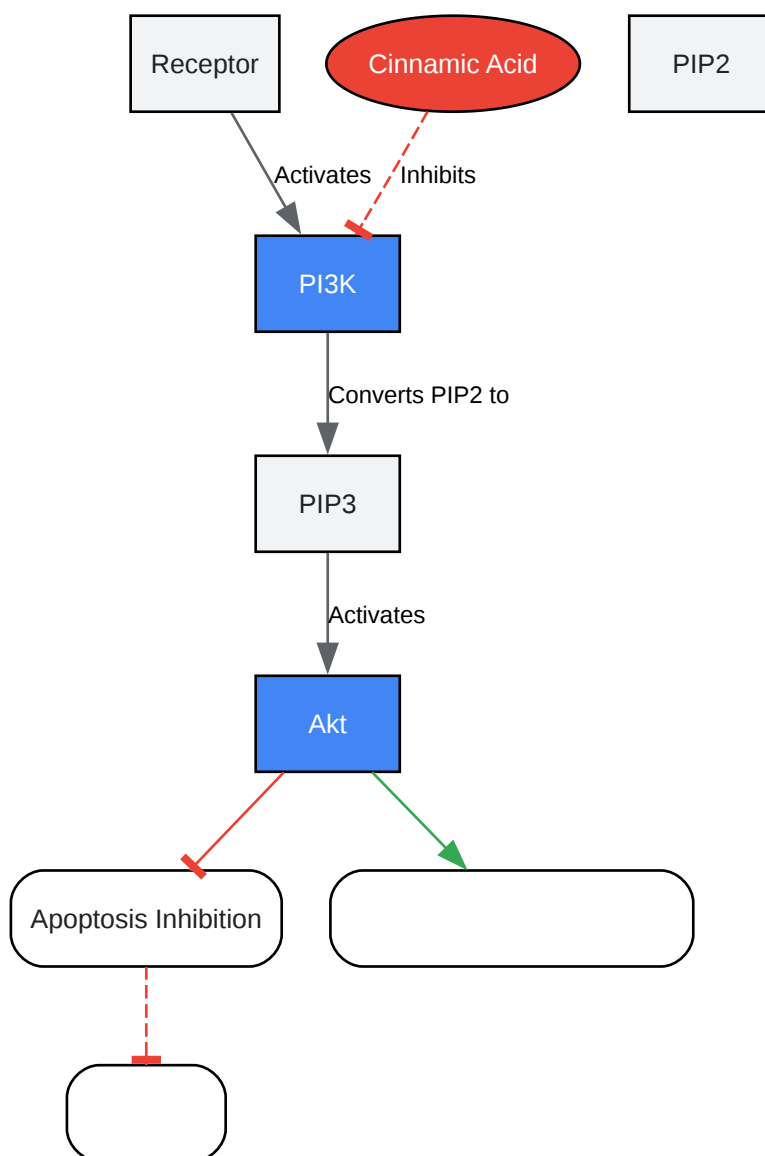 Receptor
Cinnamic Acid
PIP2
Activates
Inhibits
PI3K
Converts PIP2 to
PIP3
Activates
Akt
Apoptosis Inhibition